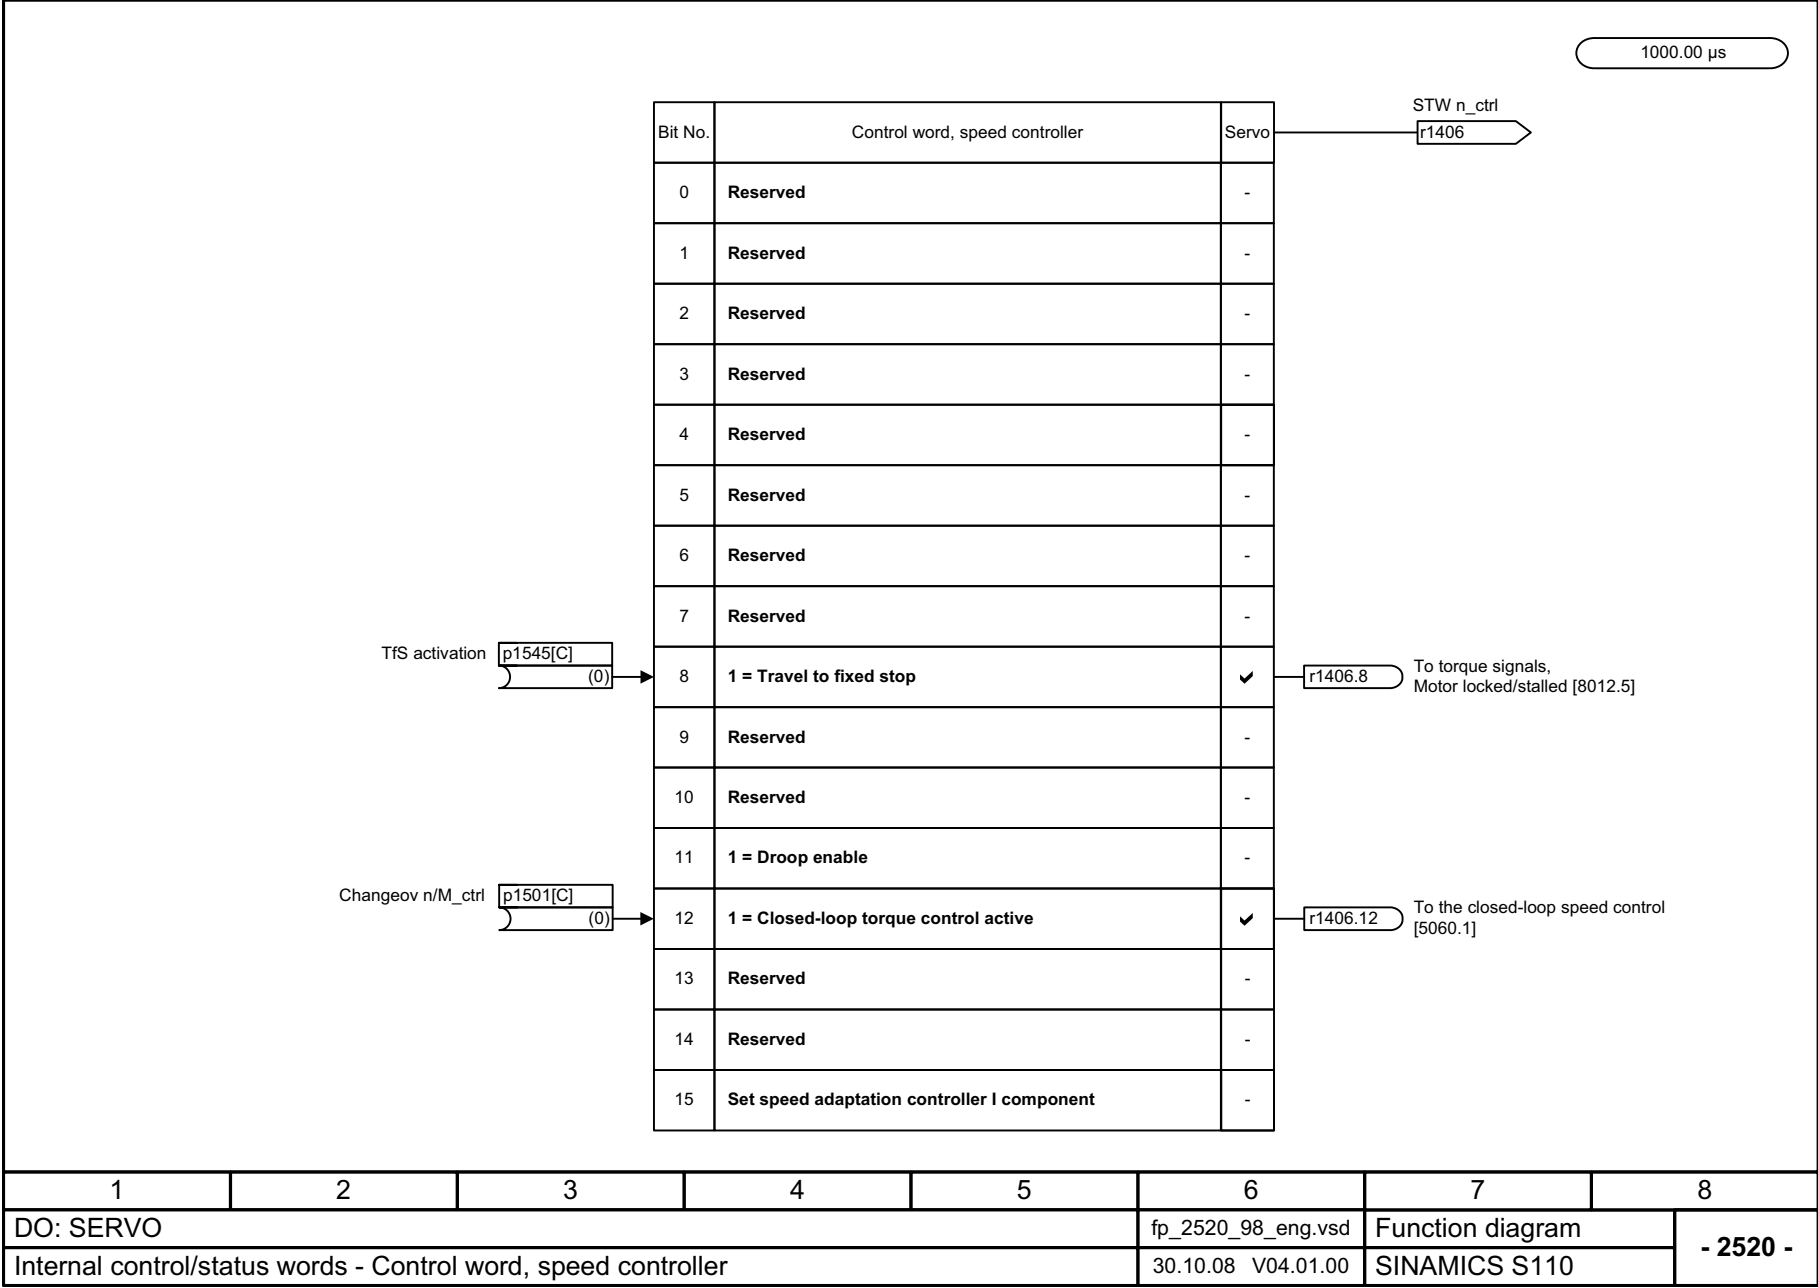 1000.00 µs
STW n_ctrl
Bit No. Control word, speed controller Servo r1406
0 Reserved -
1 Reserved -
2 Reserved -
3 Reserved -
4 Reserved -
5 Reserved -
6 Reserved -
7 Reserved -
TfS activation p1545[C]
(0) 8 1 = Travel to fixed stop ✔ r1406.8 To torque signals,
Motor locked/stalled [8012.5]
9 Reserved -
10 Reserved -
11 1 = Droop enable -
Changeov n/M_ctrl p1501[C]
(0) 12 1 = Closed-loop torque control active ✔ r1406.12 To the closed-loop speed control
[5060.1]
13 Reserved -
14 Reserved -
15 Set speed adaptation controller I component -
1 2 3 4 5 6 7 8
DO: SERVO fp_2520_98_eng.vsd Function diagram
- 2520 -
Internal control/status words - Control word, speed controller 30.10.08 V04.01.00 SINAMICS S110